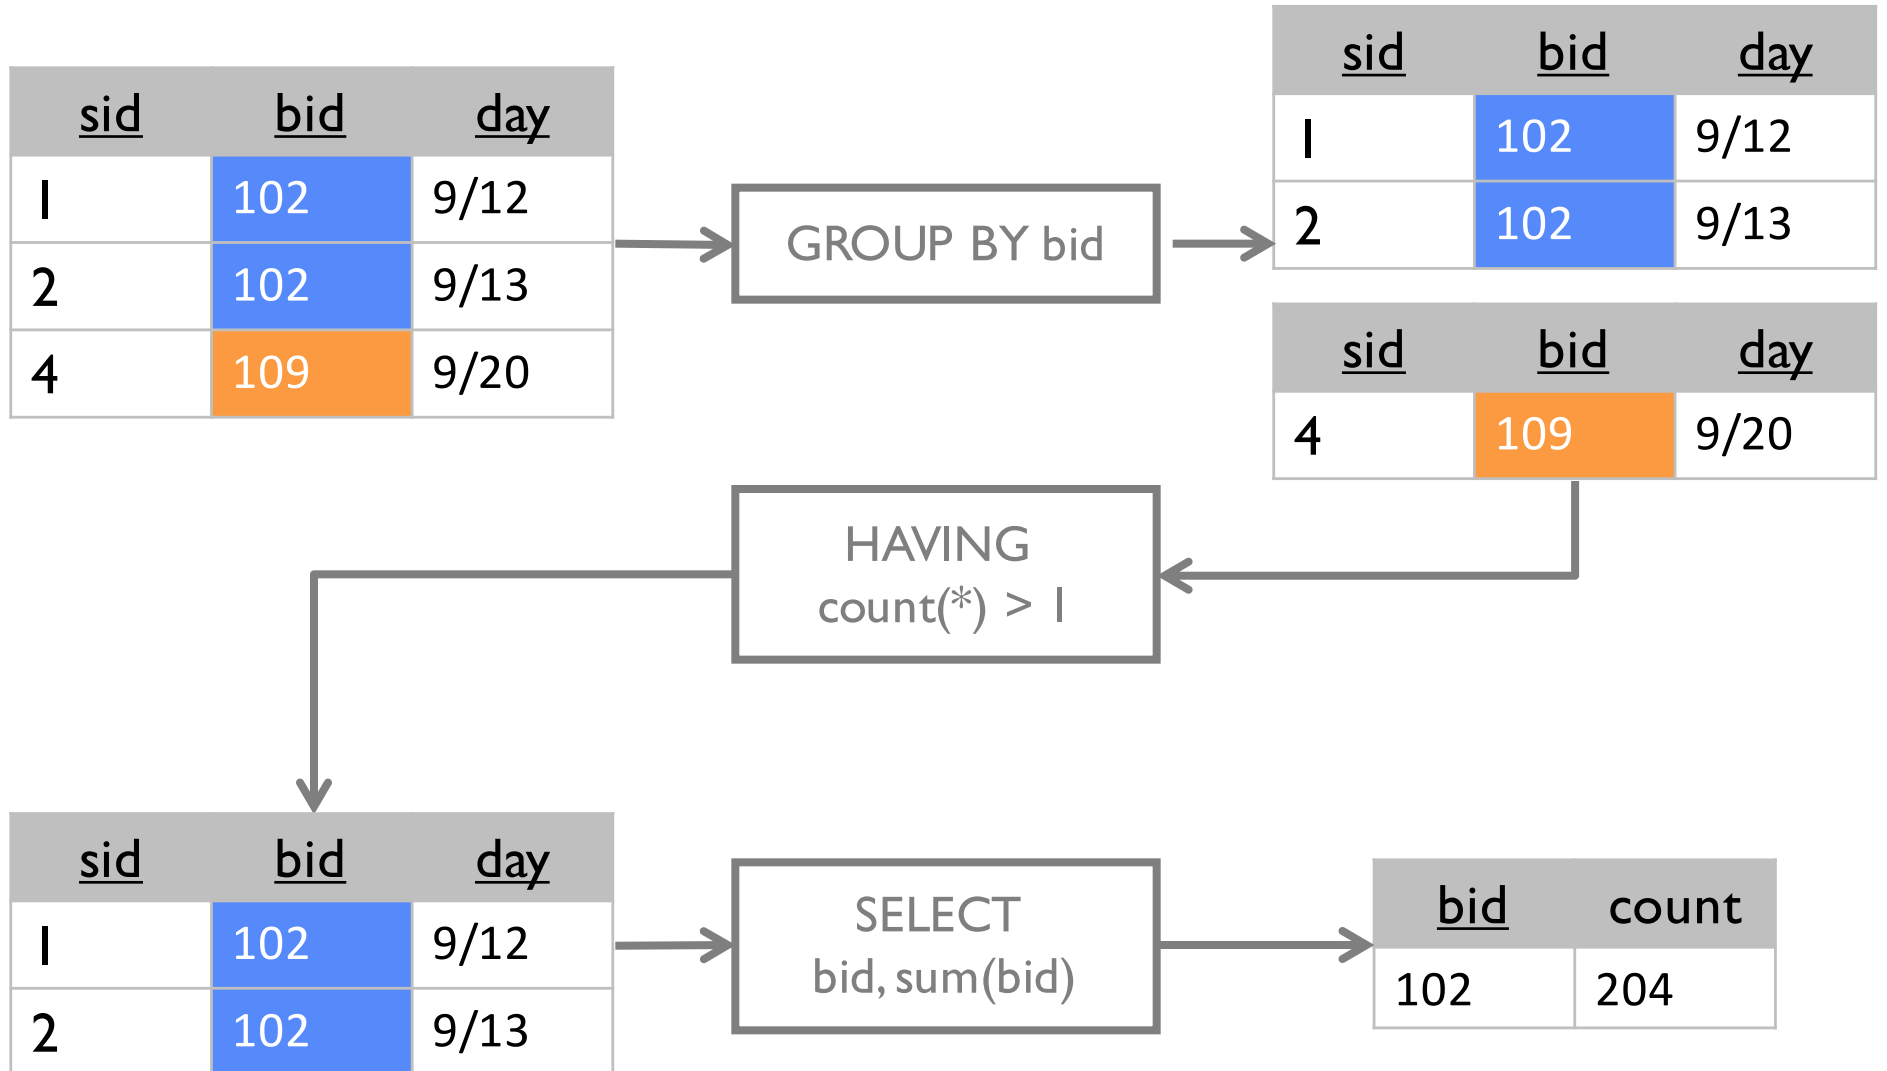 sid bid day
1 102 9/12
2 102 9/13
4 109 9/20
GROUP BY bid
sid bid day
1 102 9/12
2 102 9/13
sid bid day
4 109 9/20
HAVING
count(*) > 1
sid bid day
1 102 9/12
2 102 9/13
SELECT
bid, sum(bid)
bid count
102 204